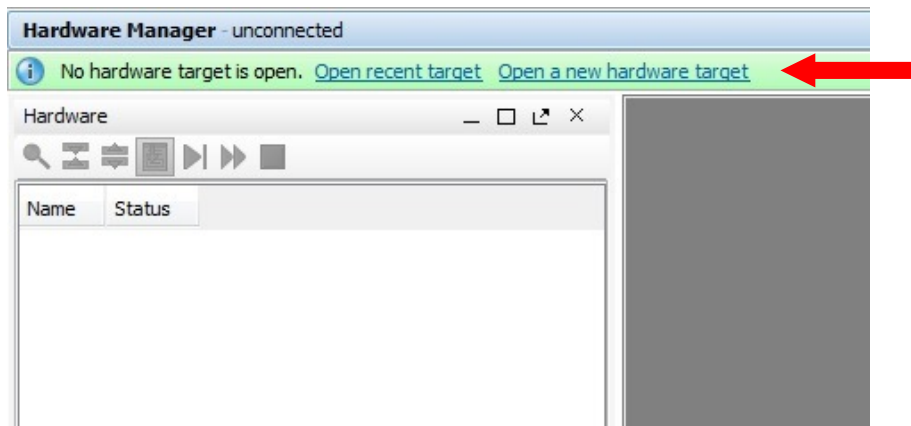 Hardware Manager - unconnected
No hardware target is open. Open recent target Open a new hardware target
Hardware
Name Status